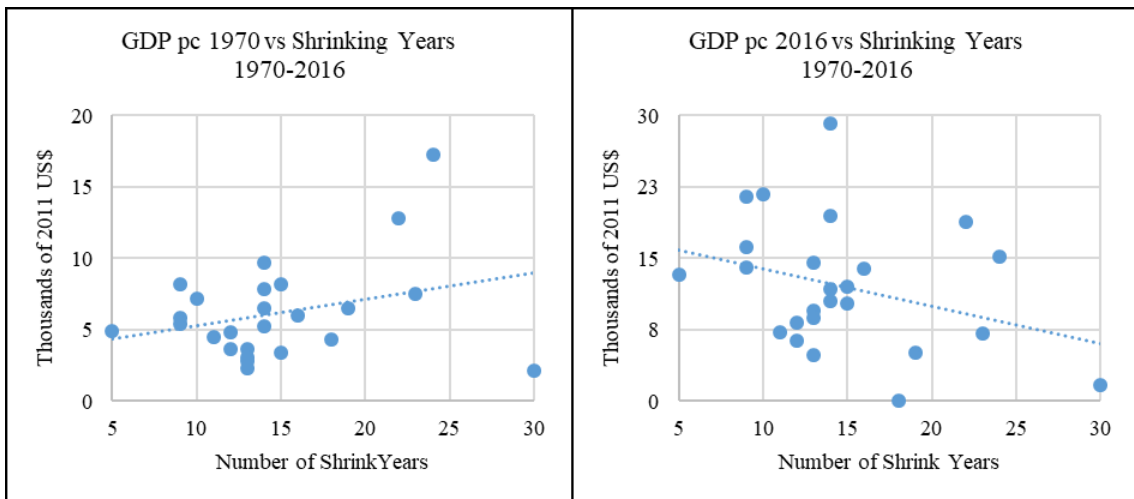 GDP pc 1970 vs Shrinking Years
1970-2016
Thousands of 2011 US$
20
15
10
5
0
5 10 15 20 25 30
Number of ShrinkYears
GDP pc 2016 vs Shrinking Years
1970-2016
Thousands of 2011 US$
30
23
15
8
0
5 10 15 20 25 30
Number of Shrink Years